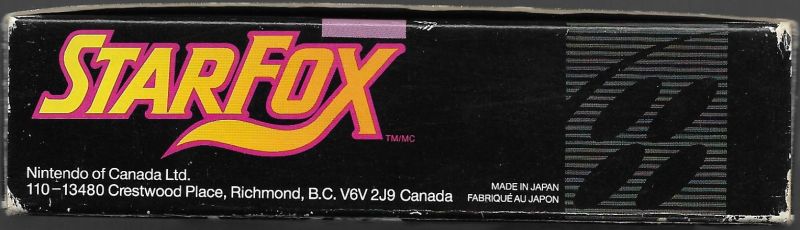 STARFOX
TM/MC
Nintendo of Canada Ltd.
110-13480 Crestwood Place, Richmond, B.C. V6V 2J9 Canada
MADE IN JAPAN
FABRIQUÉ AU JAPON